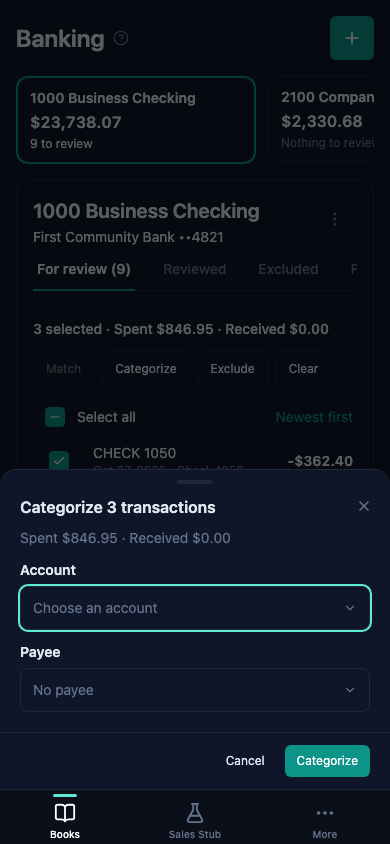 Banking
1000 Business Checking
$23,738.07
9 to review
2100 Compan
$2,330.68
Nothing to review
1000 Business Checking
First Community Bank ··4821
For review (9)
Reviewed
Excluded
3 selected · Spent $846.95 · Received $0.00
Match
Categorize
Exclude
Clear
Select all
Newest first
CHECK 1050
-$362.40
Categorize 3 transactions
Spent $846.95 · Received $0.00
Account
Choose an account
Payee
No payee
Cancel
Categorize
Books
Sales Stub
More